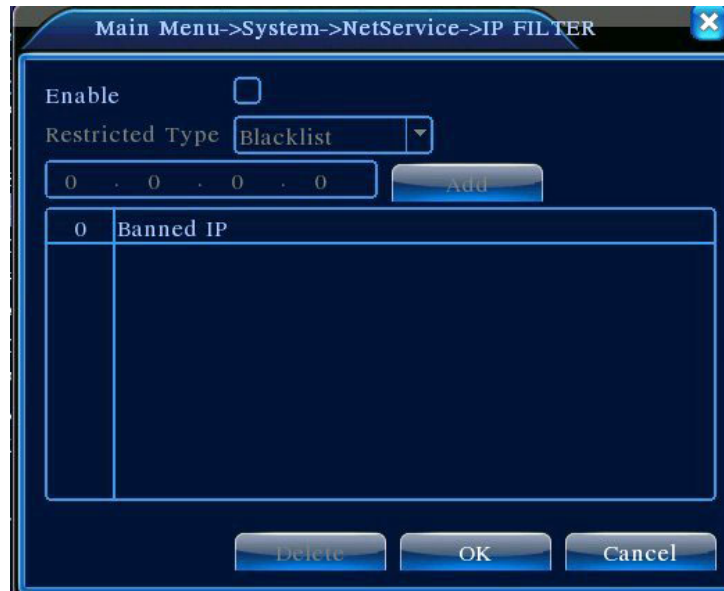 Main Menu->System->NetService->IP FILTER
Enable
Restricted Type Blacklist
0 . 0 . 0 . 0 Add
0 Banned IP
Delete OK Cancel